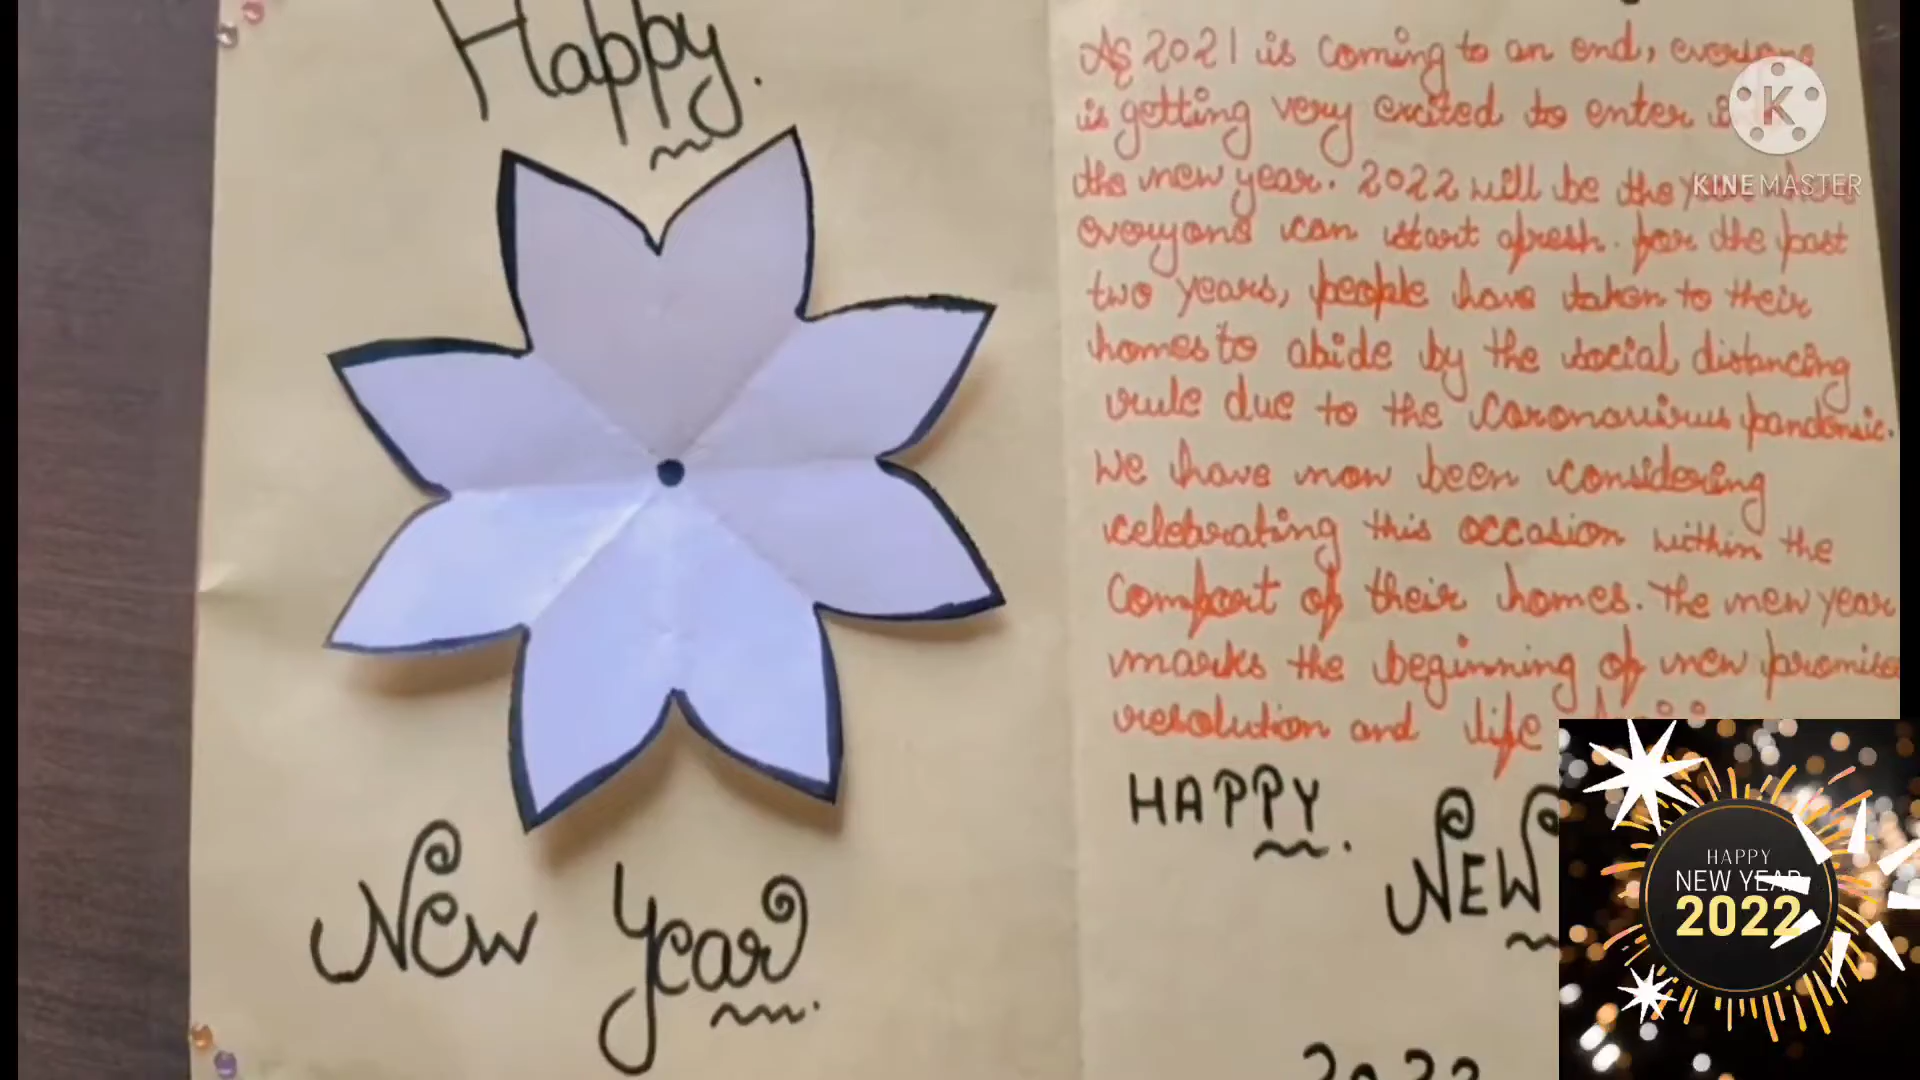 Happy.
New Year.
As 2021 is coming to an end, everyone
is getting very excited to enter
the new year. 2022 will be the
everyone can start afresh. for the past
two years, people have taken to their
homes to abide by the social distancing
rule due to the coronavirus pandemic.
We have now been considering
celebrating this occasion within the
comfort of their homes. The new year
marks the beginning of new promise
resolution and life
HAPPY.
NEW
2022
KINEMASTER
HAPPY
NEW YEAR
2022